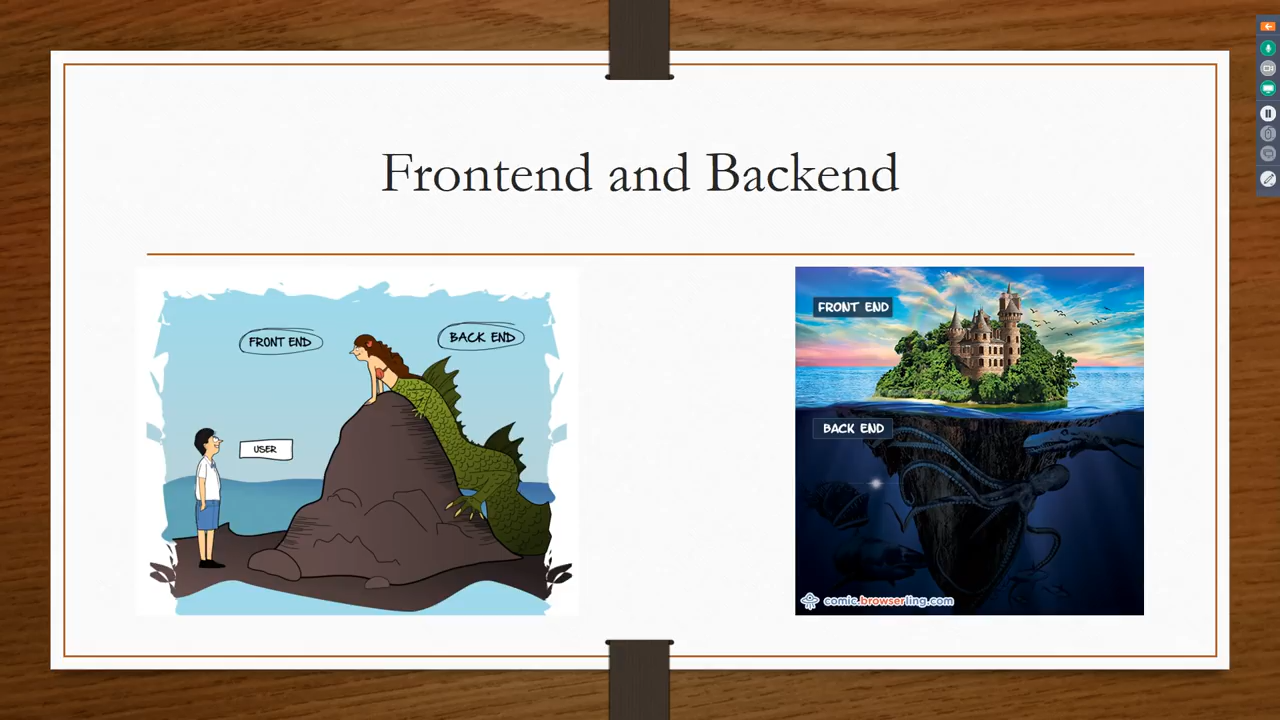 Frontend and Backend
FRONT END
BACK END
USER
FRONT END
BACK END
comic.browserling.com